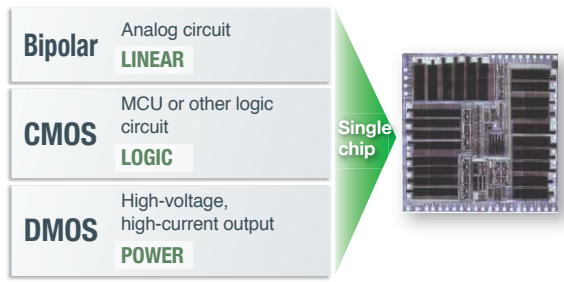 Bipolar
Analog circuit
LINEAR
CMOS
MCU or other logic
circuit
LOGIC
DMOS
High-voltage,
high-current output
POWER
Single
chip